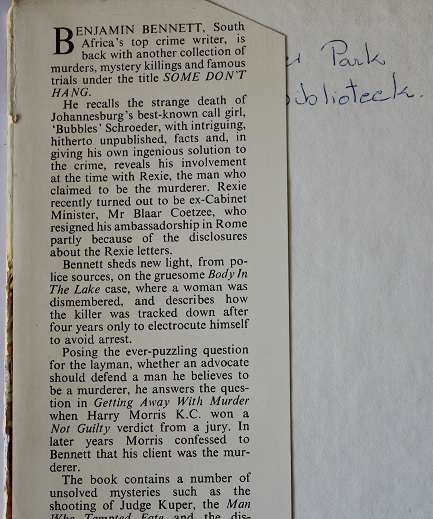 BENJAMIN BENNETT, South
Africa's top crime writer, is
back with another collection of
murders, mystery killings and famous
trials under the title SOME DON'T
HANG.
He recalls the strange death of
Johannesburg's best-known call girl,
'Bubbles' Schroeder, with intriguing,
hitherto unpublished, facts and, in
giving his own ingenious solution to
the crime, reveals his involvement
at the time with Rexie, the man who
claimed to be the murderer. Rexie
recently turned out to be ex-Cabinet
Minister, Mr Blaar Coetzee, who
resigned his ambassadorship in Rome
partly because of the disclosures
about the Rexie letters.
Bennett sheds new light, from po-
lice sources, on the gruesome Body In
The Lake case, where a woman was
dismembered, and describes how
the killer was tracked down after
four years only to electrocute himself
to avoid arrest.
Posing the ever-puzzling question
for the layman, whether an advocate
should defend a man he believes to
be a murderer, he answers the ques-
tion in Getting Away With Murder
when Harry Morris K.C. won a
Not Guilty verdict from a jury. In
later years Morris confessed to
Bennett that his client was the mur-
derer.
The book contains a number of
unsolved mysteries such as the
shooting of Judge Kuper, the Man
Who Tempted Fate and the dis-
Park
biblioteek.